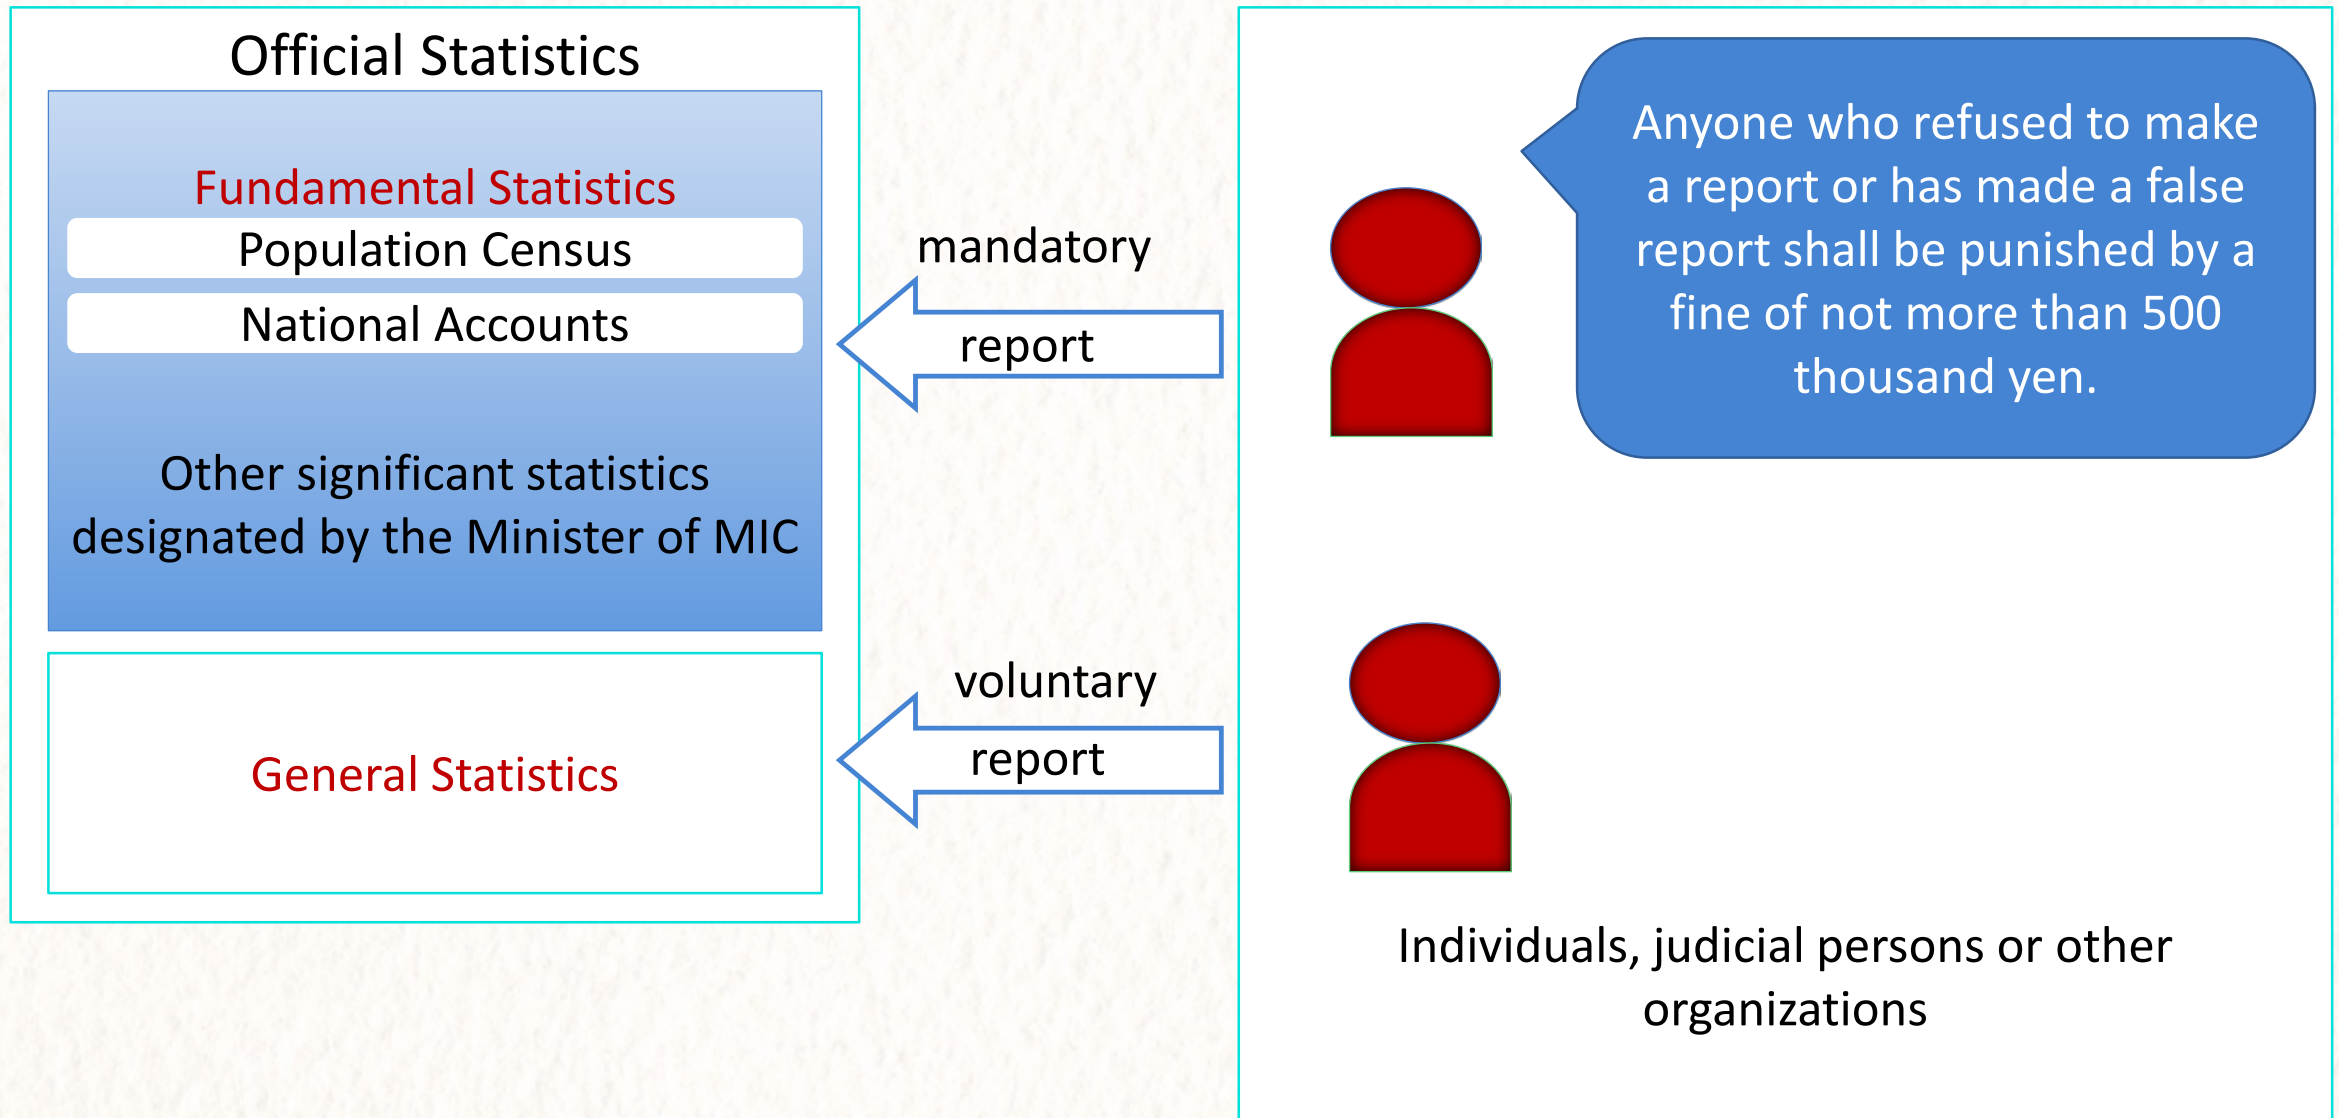 Official Statistics
Fundamental Statistics
Population Census
National Accounts
Other significant statistics
designated by the Minister of MIC
General Statistics
mandatory
report
voluntary
report
Anyone who refused to make
a report or has made a false
report shall be punished by a
fine of not more than 500
thousand yen.
Individuals, judicial persons or other
organizations